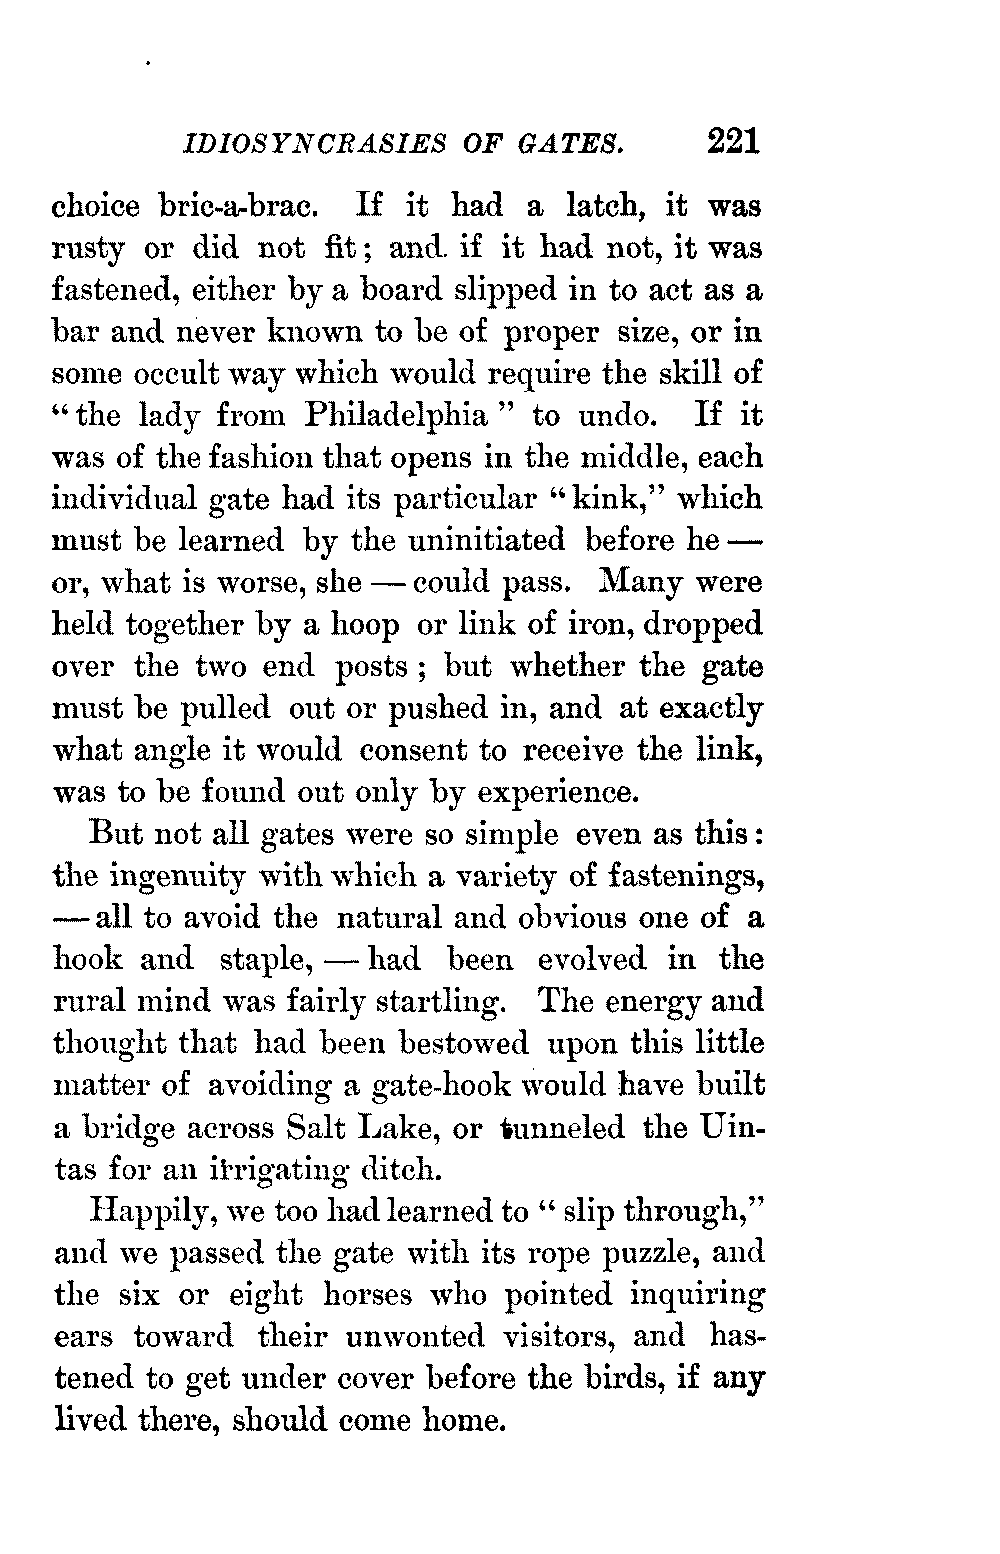 IDIOSYNCRASIES OF GATES. 221
choice bric-a-brac. If it had a latch, it was
rusty or did not fit; and if it had not, it was
fastened, either by a board slipped in to act as a
bar and never known to be of proper size, or in
some occult way which would require the skill of
“the lady from Philadelphia” to undo. If it
was of the fashion that opens in the middle, each
individual gate had its particular “kink,” which
must be learned by the uninitiated before he —
or, what is worse, she — could pass. Many were
held together by a hoop or link of iron, dropped
over the two end posts; but whether the gate
must be pulled out or pushed in, and at exactly
what angle it would consent to receive the link,
was to be found out only by experience.
But not all gates were so simple even as this:
the ingenuity with which a variety of fastenings,
— all to avoid the natural and obvious one of a
hook and staple, — had been evolved in the
rural mind was fairly startling. The energy and
thought that had been bestowed upon this little
matter of avoiding a gate-hook would have built
a bridge across Salt Lake, or tunneled the Uin-
tas for an irrigating ditch.
Happily, we too had learned to “slip through,”
and we passed the gate with its rope puzzle, and
the six or eight horses who pointed inquiring
ears toward their unwonted visitors, and has-
tened to get under cover before the birds, if any
lived there, should come home.